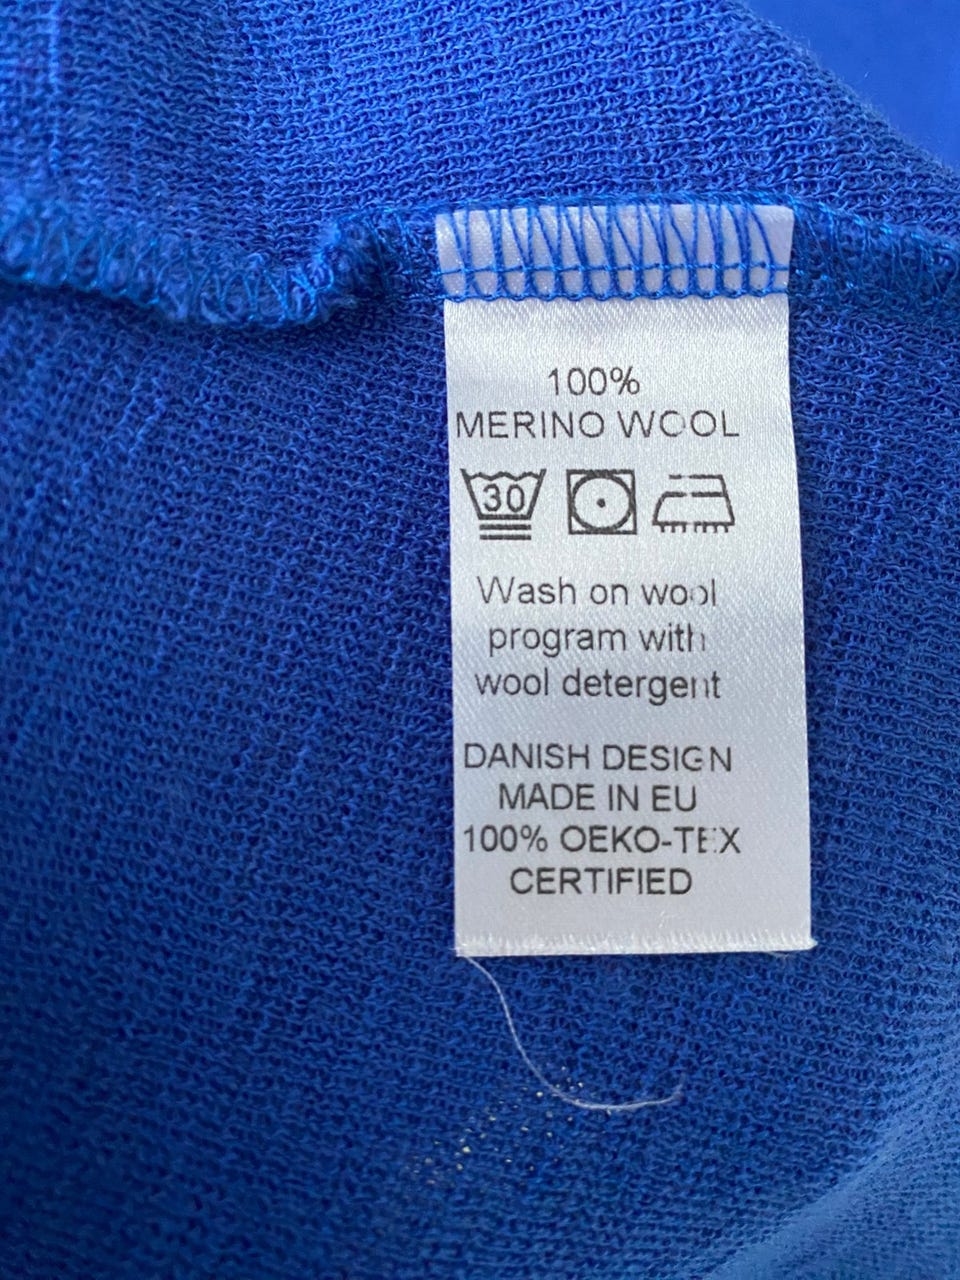 100%
MERINO WOOL
30
Wash on wool
program with
wool detergent
DANISH DESIGN
MADE IN EU
100% OEKO-TEX
CERTIFIED